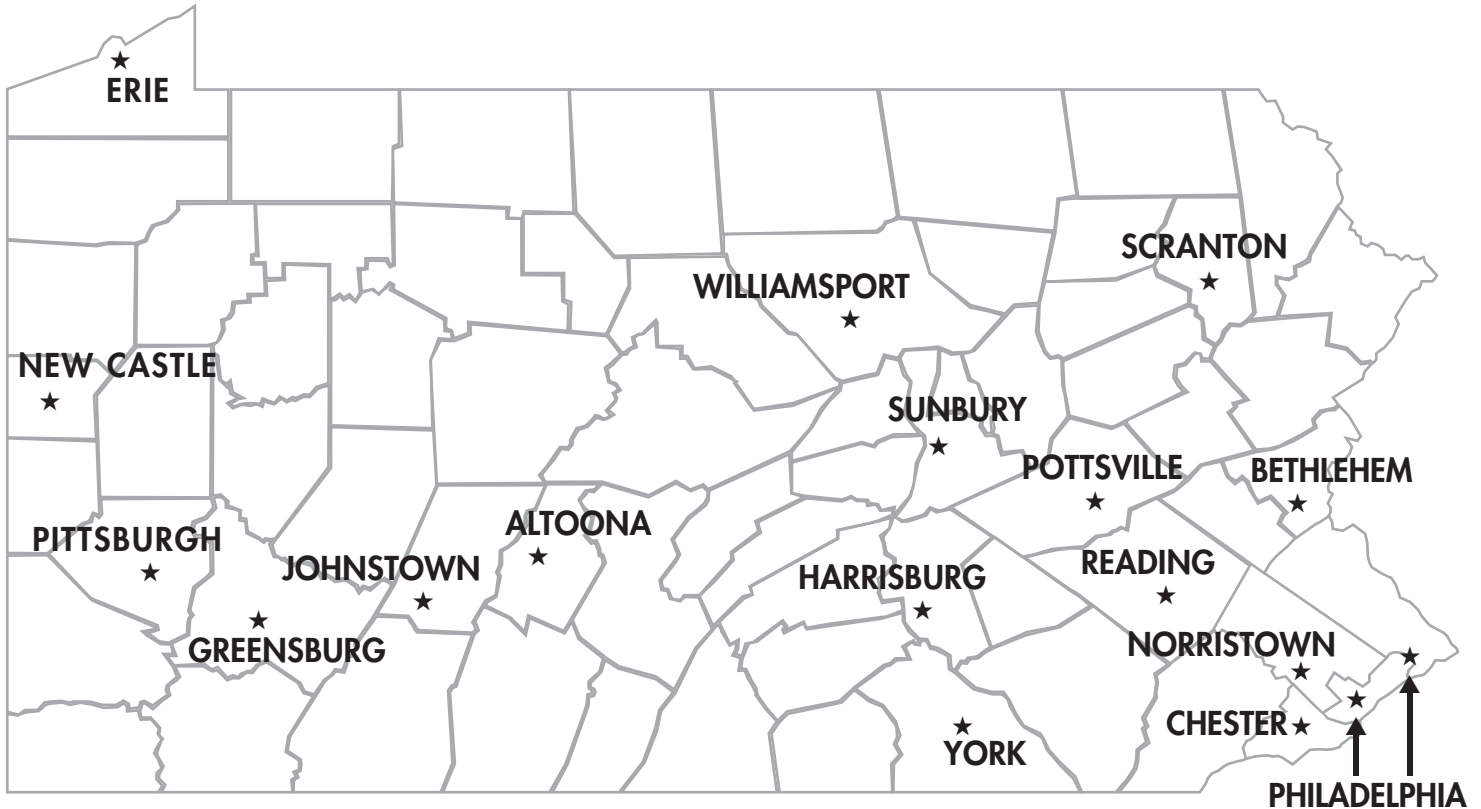 ERIE
SCRANTON
WILLIAMSPORT
NEW CASTLE
SUNBURY
POTTSVILLE
BETHLEHEM
ALTOONA
PITTSBURGH
JOHNSTOWN
HARRISBURG
READING
NORRISTOWN
GREENSBURG
CHESTER
YORK
PHILADELPHIA